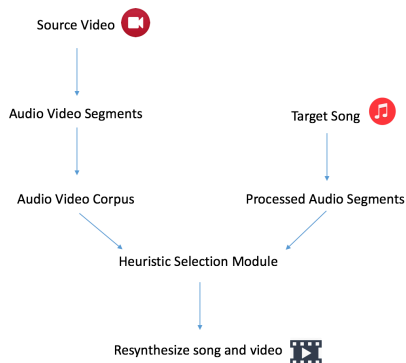 Source Video
Audio Video Segments
Target Song
Audio Video Corpus
Processed Audio Segments
Heuristic Selection Module
Resynthesize song and video